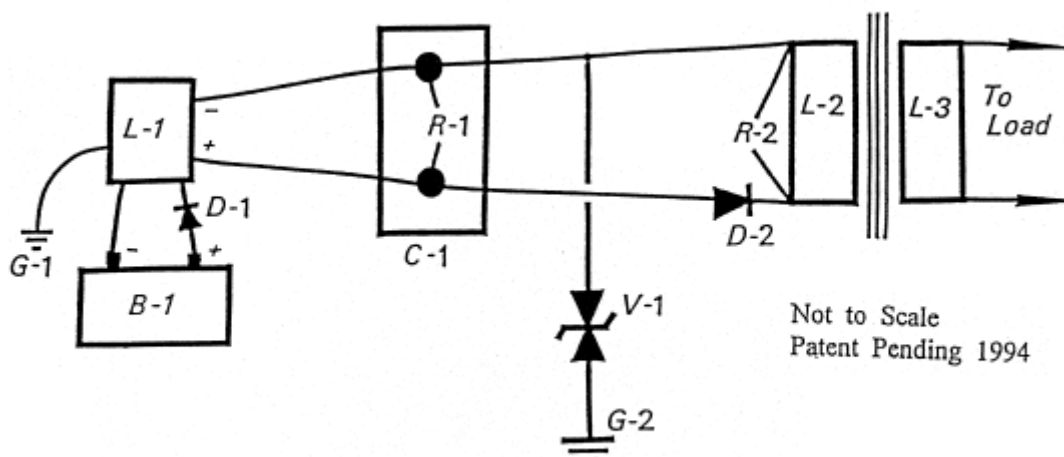 L-1
-
+
G-1
D-1
-
+
B-1
R-1
C-1
R-2
L-2
L-3
To
Load
D-2
V-1
G-2
Not to Scale
Patent Pending 1994